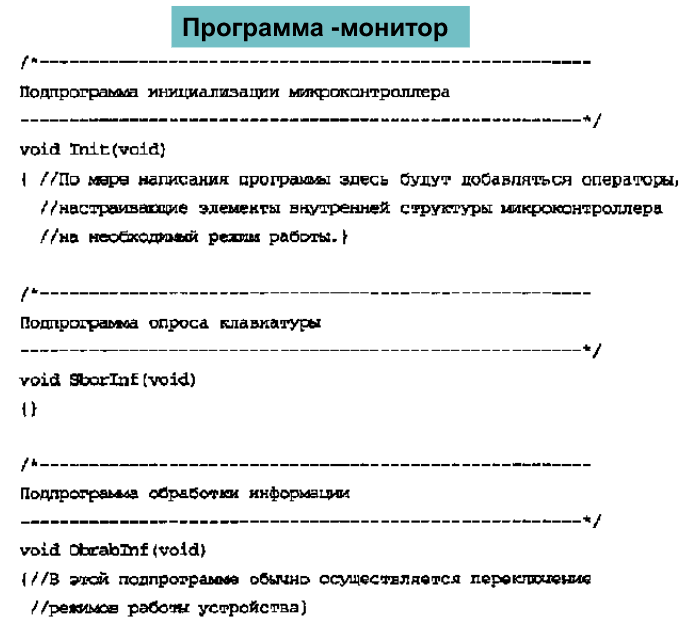 Программа -монитор
/*---------------------------------------------------------
Подпрограмма инициализации микроконтроллера
----------------------------------------------------------*/
void Init(void)
{ //По мере написания программы здесь будут добавляться операторы,
//настраивающие элементы внутренней структуры микроконтроллера
//на необходимый режим работы.}
/*---------------------------------------------------------
Подпрограмма опроса клавиатуры
----------------------------------------------------------*/
void SborInf(void)
{}
/*---------------------------------------------------------
Подпрограмма обработки информации
----------------------------------------------------------*/
void ObrabInf(void)
{//В этой подпрограмме обычно осуществляется переключение
//режимов работы устройства}